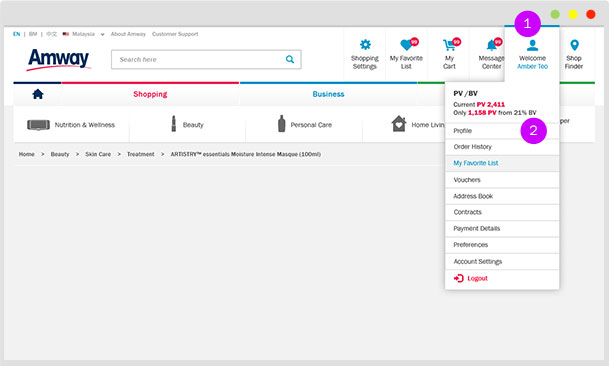 1
EN | BM | 中文 Malaysia About Amway Customer Support
Amway
Search here
Shopping Settings
99
My Favorite List
99
My Cart
99
Message Center
Welcome Amber Teo
Shop Finder
Shopping
Business
Nutrition & Wellness
Beauty
Personal Care
Home Livin
per
Home > Beauty > Skin Care > Treatment > ARTISTRY™ essentials Moisture Intense Masque (100ml)
PV / BV
Current PV 2,411
Only 1,158 PV from 21% BV
2
Profile
Order History
My Favorite List
Vouchers
Address Book
Contracts
Payment Details
Preferences
Account Settings
Logout